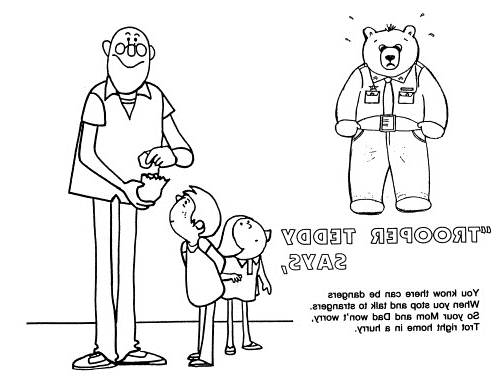 "TROOPER TEDDY
SAYS,
You know there can be dangers
When you stop and talk to strangers.
So your Mom and Dad won't worry,
Trot right home in a hurry.